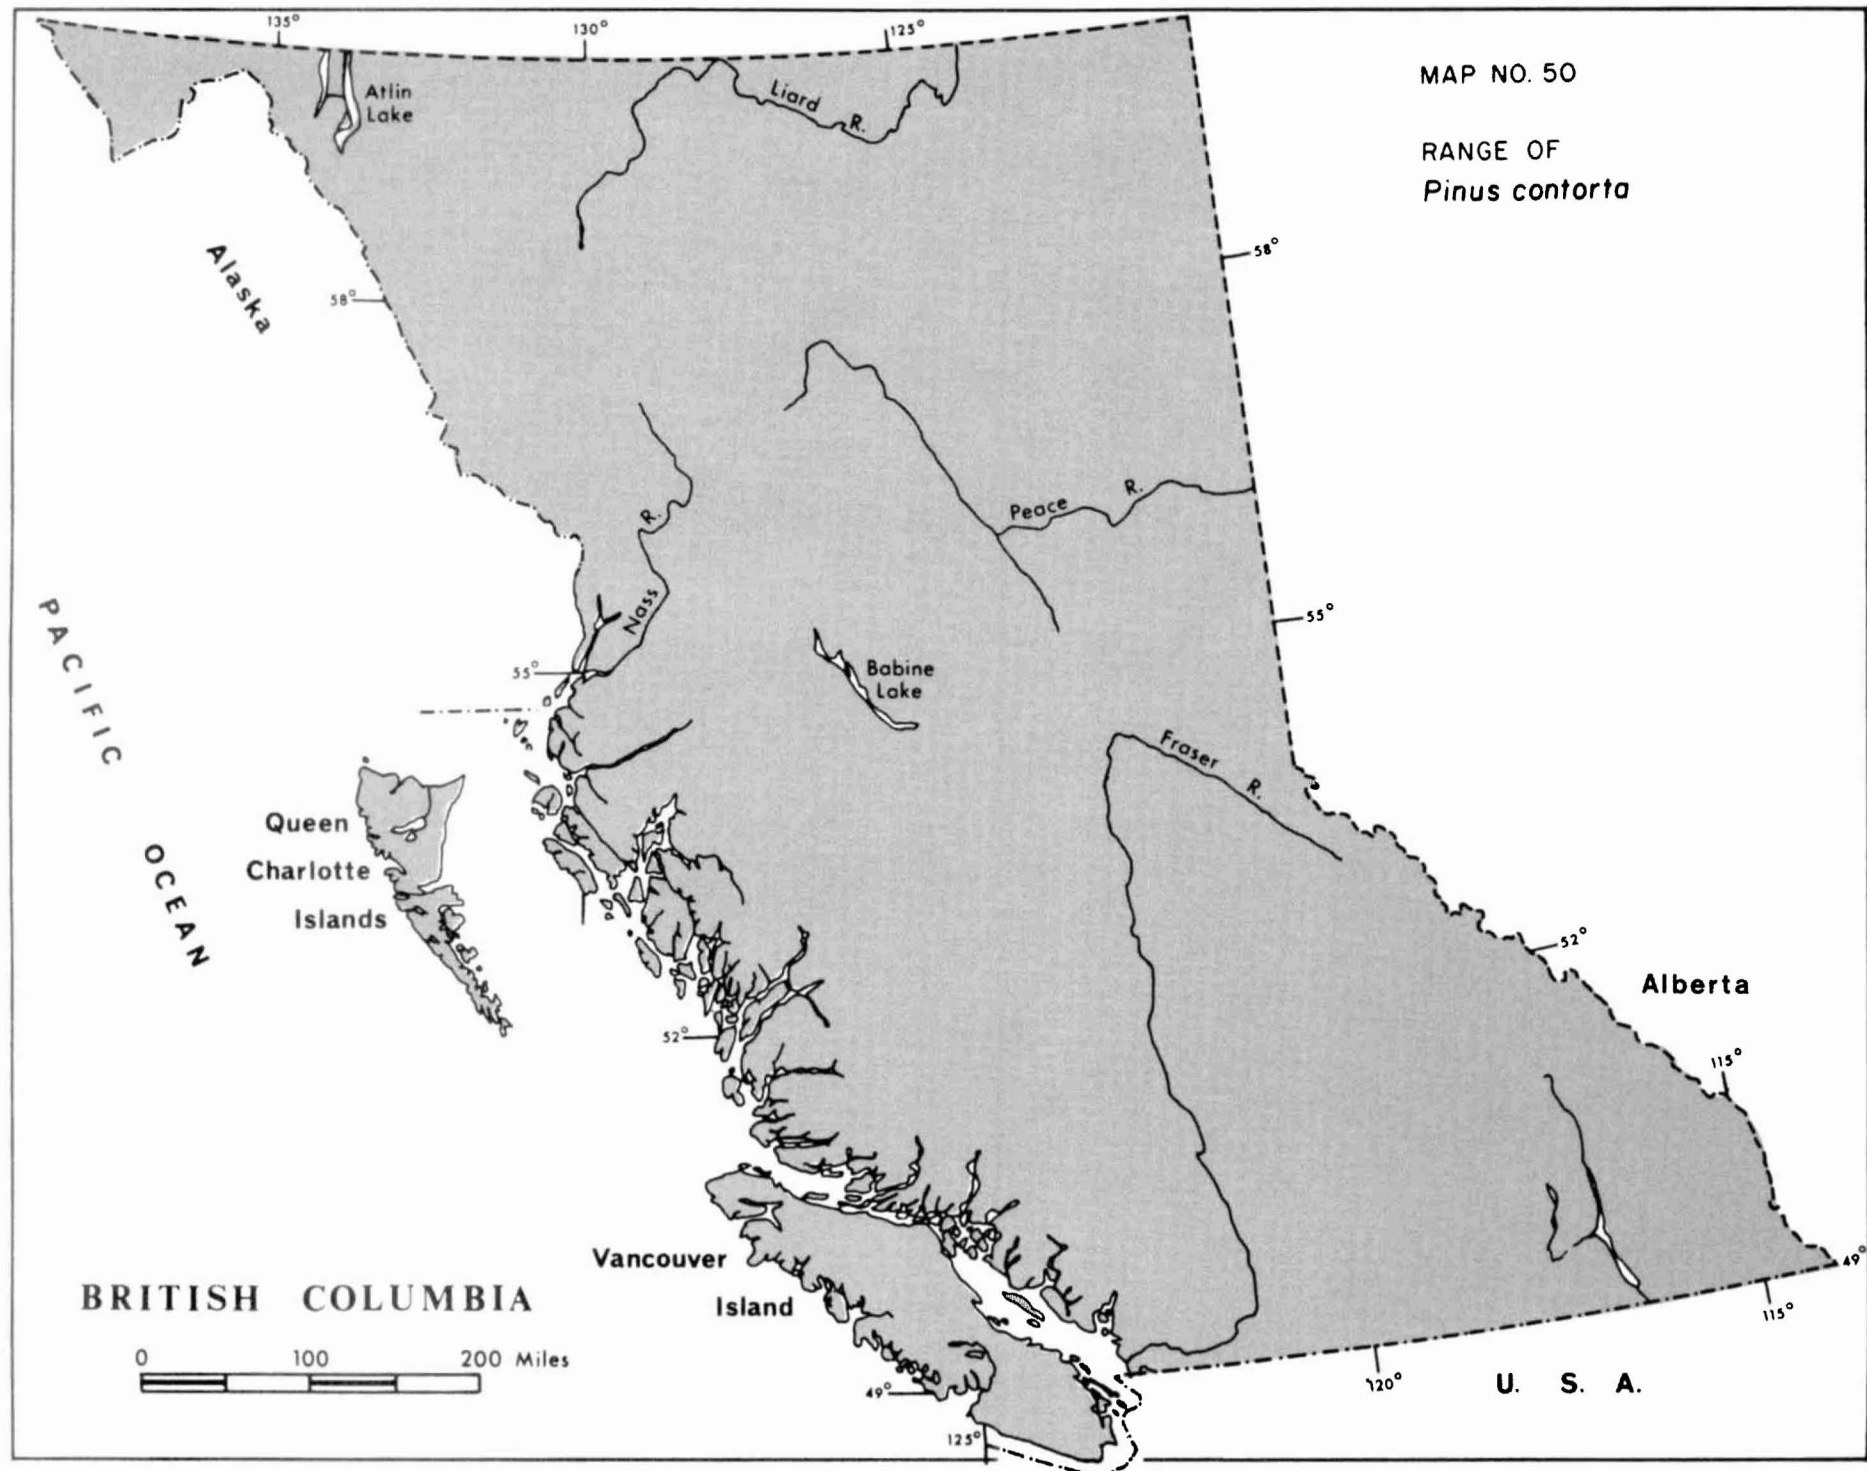 135°
130°
125°
MAP NO. 50
RANGE OF
Pinus contorta
Atlin
Lake
Liard R.
58°
Alaska
58°
Peace R.
Nass R.
55°
55°
PACIFIC
OCEAN
Babine
Lake
Fraser R.
Queen
Charlotte
Islands
52°
Alberta
52°
115°
Vancouver
Island
BRITISH COLUMBIA
0 100 200 Miles
49°
115°
120°
U. S. A.
49°
125°